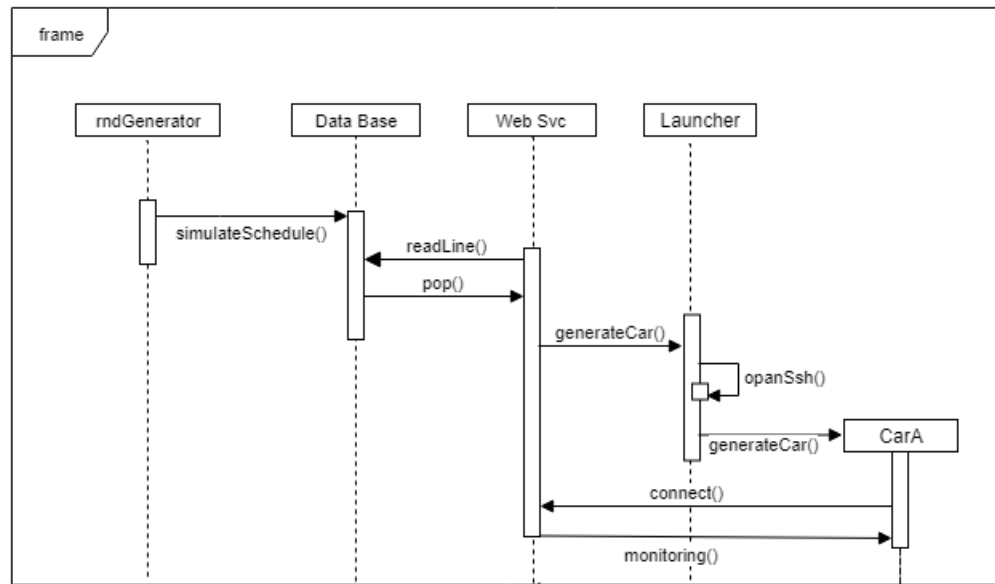 frame
rndGenerator
Data Base
Web Svc
Launcher
simulateSchedule()
readLine()
pop()
generateCar()
opanSsh()
generateCar()
CarA
connect()
monitoring()